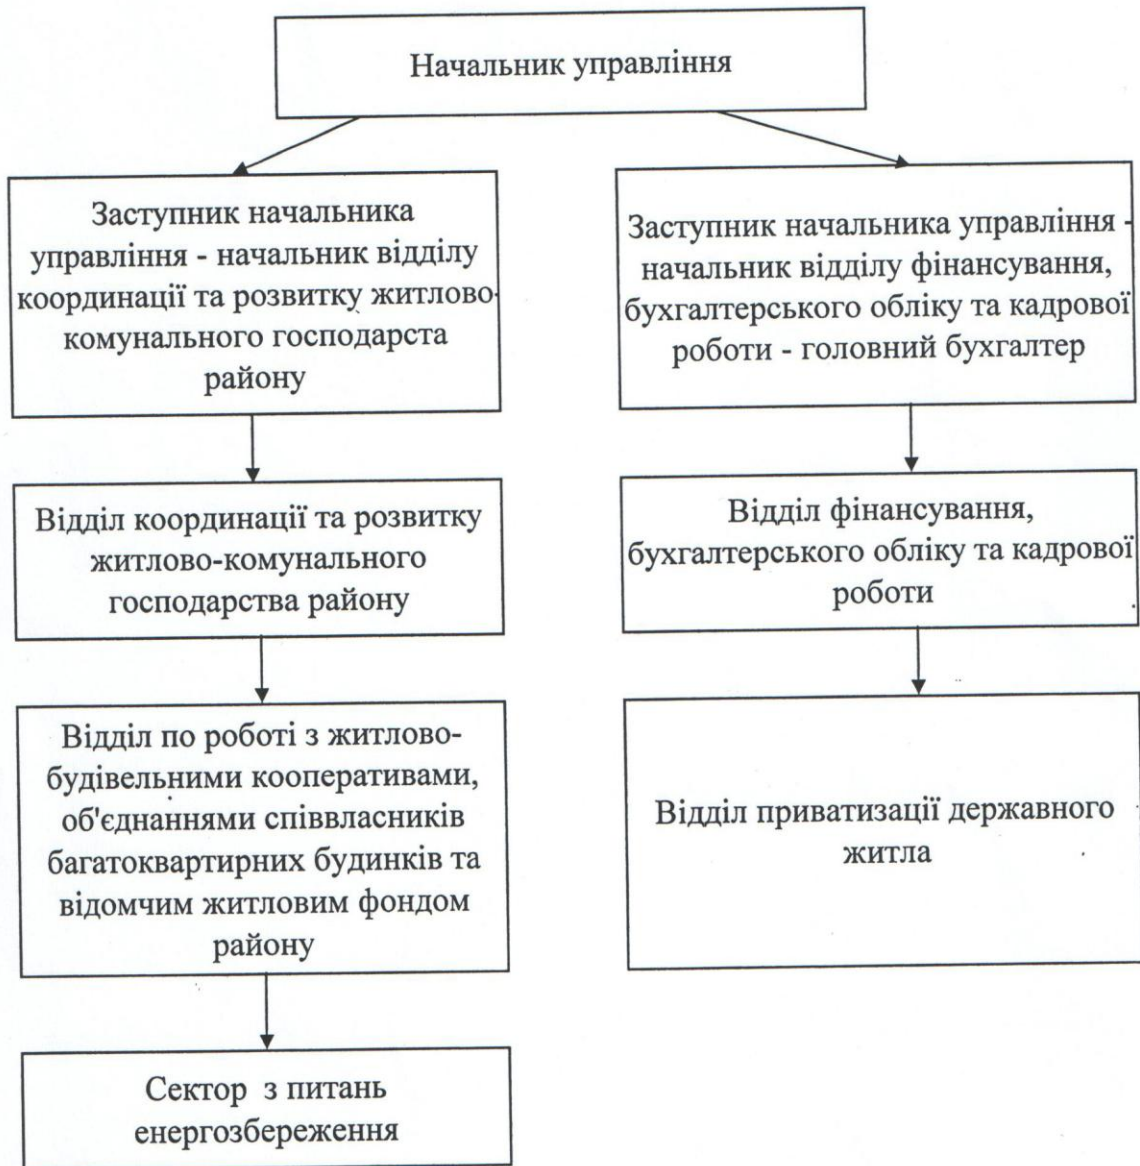 Начальник управління
Заступник начальника
управління - начальник відділу
координації та розвитку житлово-
комунального господарста
району
Заступник начальника управління -
начальник відділу фінансування,
бухгалтерського обліку та кадрової
роботи - головний бухгалтер
Відділ координації та розвитку
житлово-комунального
господарства району
Відділ фінансування,
бухгалтерського обліку та кадрової
роботи
Відділ по роботі з житлово-
будівельними кооперативами,
об'єднаннями співвласників
багатоквартирних будинків та
відомчим житловим фондом
району
Відділ приватизації державного
житла
Сектор з питань
енергозбереження